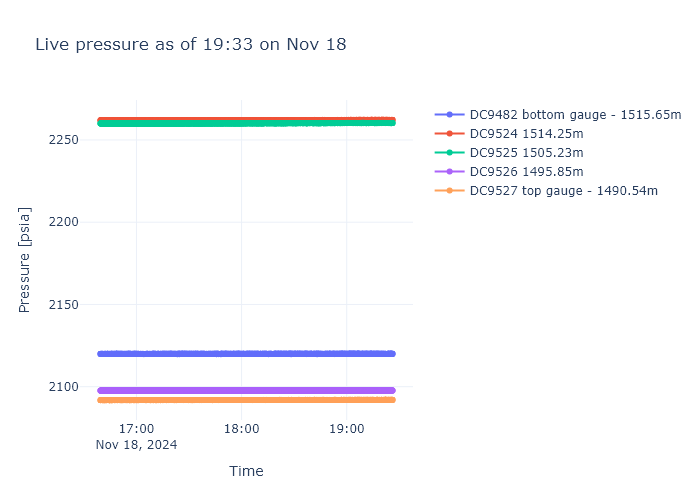 Live pressure as of 19:33 on Nov 18
DC9482 bottom gauge - 1515.65m
DC9524 1514.25m
DC9525 1505.23m
DC9526 1495.85m
DC9527 top gauge - 1490.54m
Pressure [psia]
2250
2200
2150
2100
17:00
18:00
19:00
Nov 18, 2024
Time